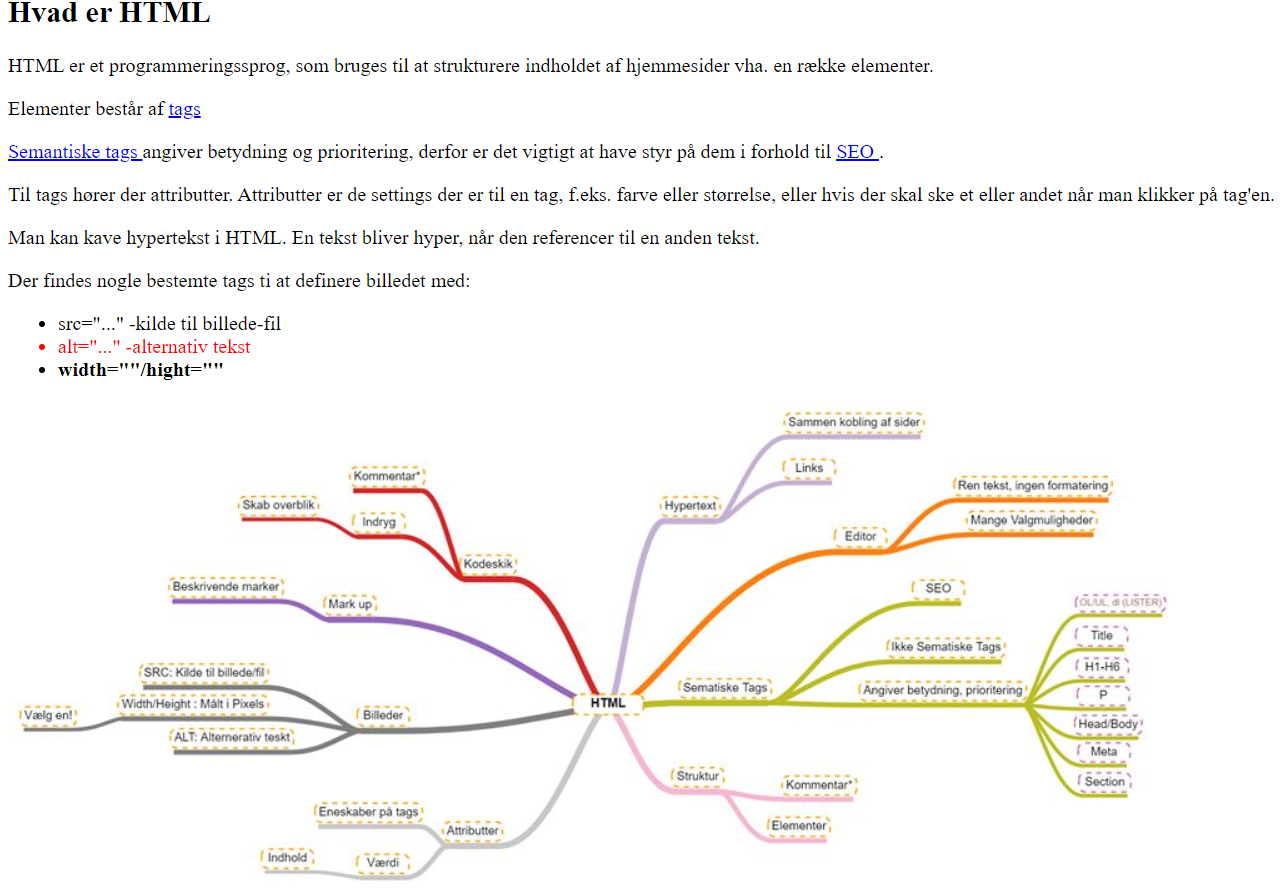 Hvad er HTML
HTML er et programmeringssprog, som bruges til at strukturere indholdet af hjemmesider vha. en række elementer.
Elementer består af tags
Semantiske tags angiver betydning og prioritering, derfor er det vigtigt at have styr på dem i forhold til SEO .
Til tags hører der attributter. Attributter er de settings der er til en tag, f.eks. farve eller størrelse, eller hvis der skal ske et eller andet når man klikker på tag'en.
Man kan kave hypertekst i HTML. En tekst bliver hyper, når den referencer til en anden tekst.
Der findes nogle bestemte tags ti at definere billedet med:
src="..." -kilde til billede-fil
alt="..." -alternativ tekst
width=""/hight=""
Sammen kobling af sider
Links
Hypertext
Kommentar*
Skab overblik
Indryg
Kodeskik
Ren tekst, ingen formatering
Mange Valgmuligheder
Editor
Beskrivende marker
Mark up
SEO
Ikke Sematiske Tags
Angiver betydning, prioritering
Sematiske Tags
OL/UL, dl (LISTER)
Title
H1-H6
P
Head/Body
Meta
Section
HTML
SRC: Kilde til billede/fil
Width/Height : Målt i Pixels
Vælg en!
ALT: Alternerativ teskt
Billeder
Struktur
Kommentar*
Elementer
Eneskaber på tags
Attributter
Indhold
Værdi